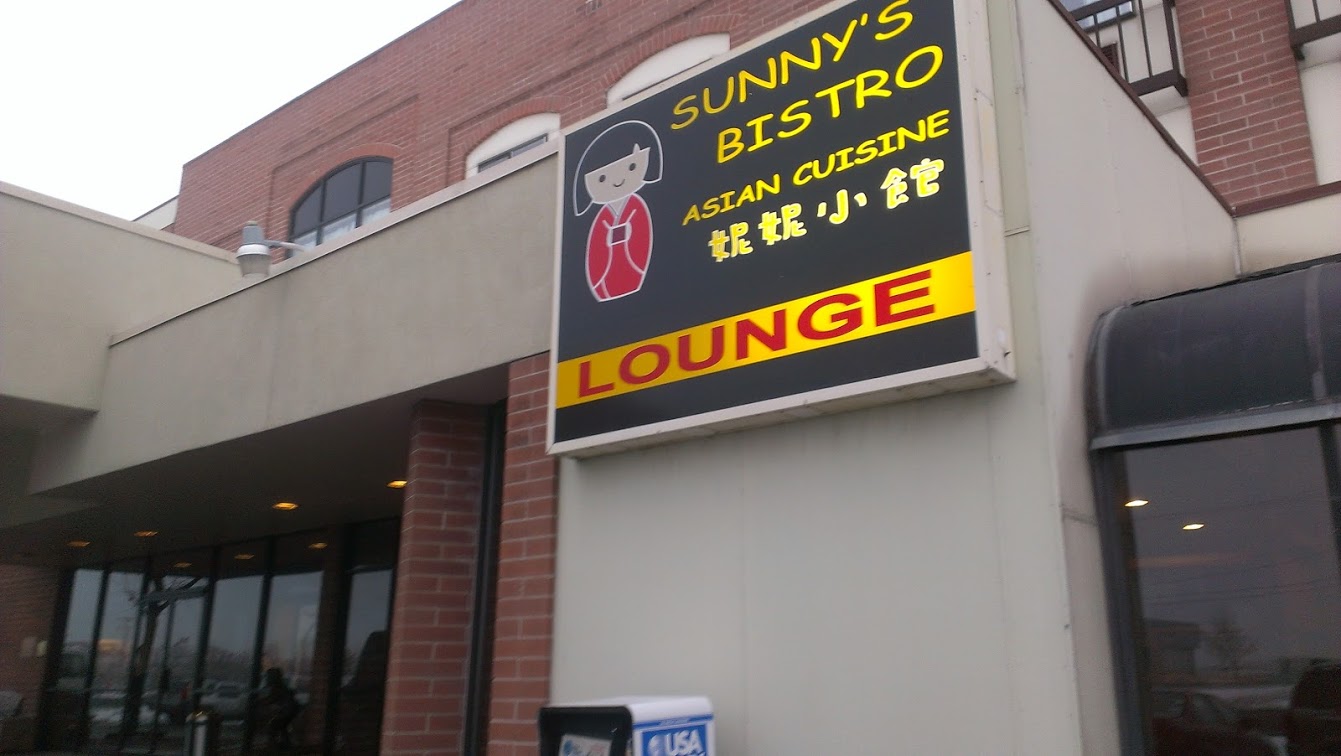 SUNNY'S
BISTRO
ASIAN CUISINE
妮妮小館
LOUNGE
USA